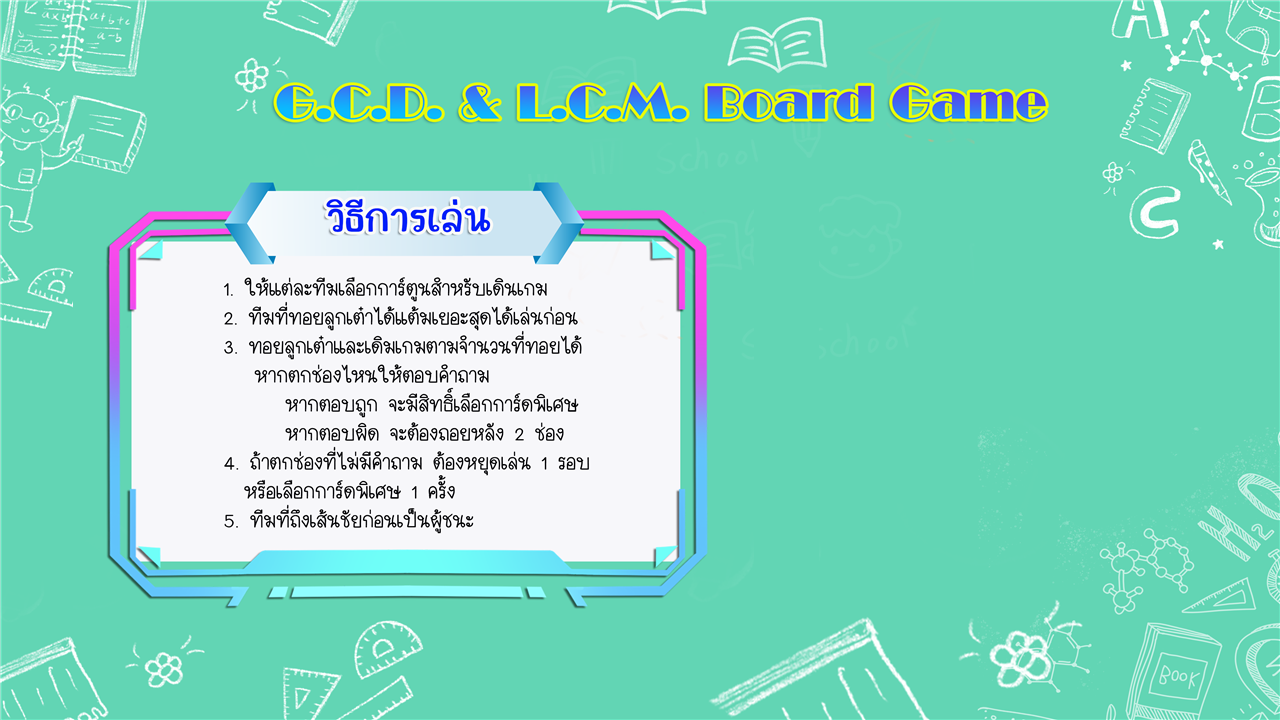 G.C.D. & L.C.M. Board Game
วิธีการเล่น
1. ให้แต่ละทีมเลือกการ์ตูนสำหรับเดินเกม
2. ทีมที่ทอยลูกเต๋าได้แต้มเยอะสุดได้เล่นก่อน
3. ทอยลูกเต๋าและเดิมเกมตามจำนวนที่ทอยได้
หากตกช่องไหนให้ตอบคำถาม
หากตอบถูก จะมีสิทธิ์เลือกการ์ดพิเศษ
หากตอบผิด จะต้องถอยหลัง 2 ช่อง
4. ถ้าตกช่องที่ไม่มีคำถาม ต้องหยุดเล่น 1 รอบ
หรือเลือกการ์ดพิเศษ 1 ครั้ง
5. ทีมที่ถึงเส้นชัยก่อนเป็นผู้ชนะ
A
C
school
school
H₂O
BOOK